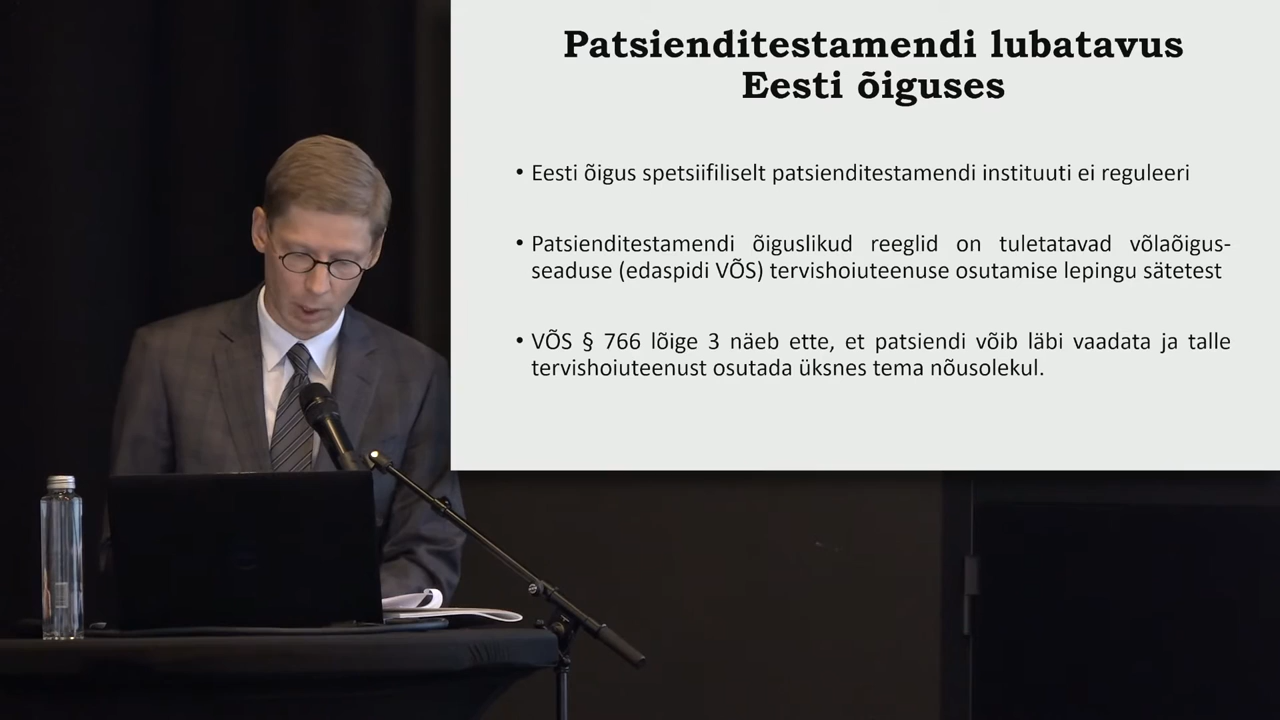 Patsienditestamendi lubatavus
Eesti õiguses
• Eesti õigus spetsiifiliselt patsienditestamendi instituuti ei reguleeri
• Patsienditestamendi õiguslikud reeglid on tuletatavad võlaõigus-
seaduse (edaspidi VÕS) tervishoiuteenuse osutamise lepingu sätetest
• VÕS § 766 lõige 3 näeb ette, et patsiendi võib läbi vaadata ja talle
tervishoiuteenust osutada üksnes tema nõusolekul.